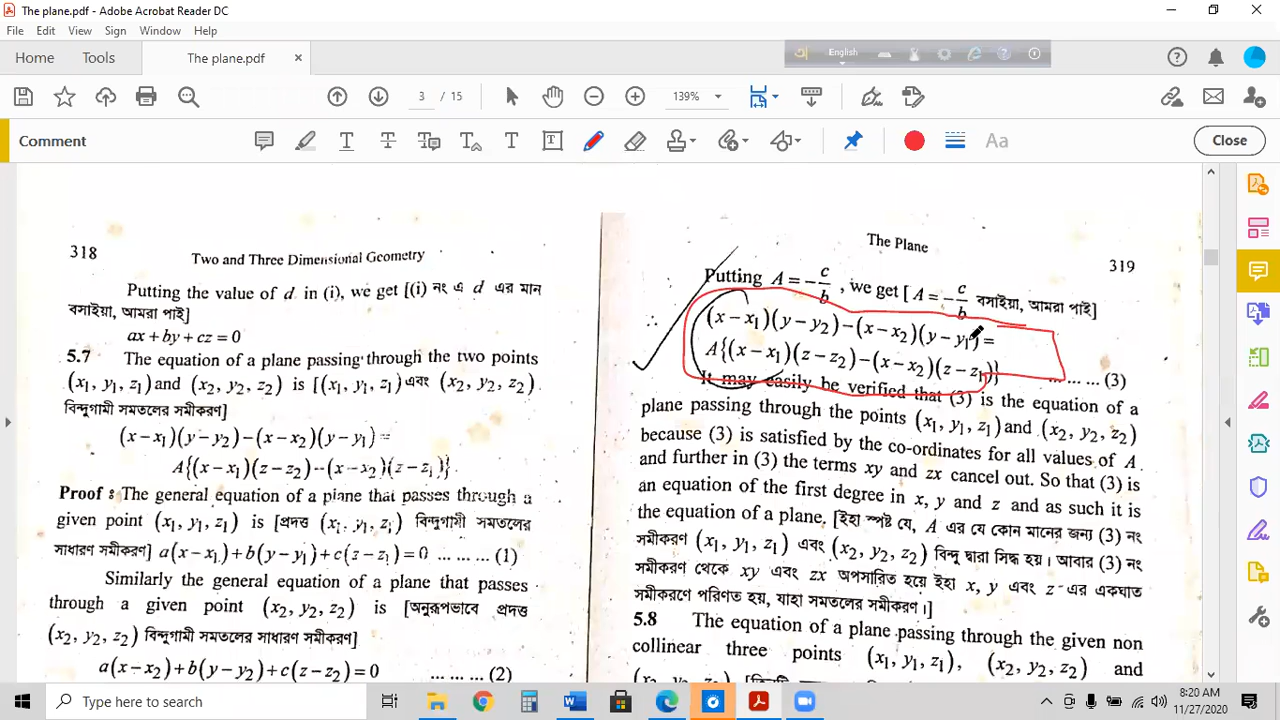 The plane.pdf - Adobe Acrobat Reader DC
File Edit View Sign Window Help
Home Tools The plane.pdf × English
3 / 15 139%
Comment Close
318 Two and Three Dimensional Geometry
Putting the value of d in (i), we get [(i) নং এ d এর মান
বসাইয়া, আমরা পাই]
ax+by+cz=0
5.7 The equation of a plane passing through the two points
(x₁, y₁, z₁) and (x₂, y₂, z₂) is [(x₁, y₁, z₁) এবং (x₂, y₂, z₂)
বিন্দুগামী সমতলের সমীকরণ]
(x−x₁)(y−y₂)−(x−x₂)(y−y₁)=
A{(x−x₁)(z−z₂)−(x−x₂)(z−z₁)}.
Proof : The general equation of a plane that passes through a
given point (x₁, y₁, z₁) is [প্রদত্ত (x₁, y₁, z₁) বিন্দুগামী সমতলের
সাধারণ সমীকরণ] a(x−x₁)+b(y−y₁)+c(z−z₁)=0 ... ... ... (1)
Similarly the general equation of a plane that passes
through a given point (x₂, y₂, z₂) is [অনুরূপভাবে প্রদত্ত
(x₂, y₂, z₂) বিন্দুগামী সমতলের সাধারণ সমীকরণ]
a(x−x₂)+b(y−y₂)+c(z−z₂)=0 ... ... ... (2)
The Plane
319
Putting A = −c/b, we get [ A = −c/b বসাইয়া, আমরা পাই]
∴ (x−x₁)(y−y₂)−(x−x₂)(y−y₁)=
A{(x−x₁)(z−z₂)−(x−x₂)(z−z₁)} ... ... ... (3)
It may easily be verified that (3) is the equation of a
plane passing through the points (x₁, y₁, z₁) and (x₂, y₂, z₂)
because (3) is satisfied by the co-ordinates for all values of A
and further in (3) the terms xy and zx cancel out. So that (3) is
an equation of the first degree in x, y and z and as such it is
the equation of a plane. [ইহা স্পষ্ট যে, A এর যে কোন মানের জন্য (3) নং
সমীকরণ (x₁, y₁, z₁) এবং (x₂, y₂, z₂) বিন্দু দ্বারা সিদ্ধ হয়। আবার (3) নং
সমীকরণ থেকে xy এবং zx অপসারিত হয়ে ইহা x, y এবং z-এর একঘাত
সমীকরণে পরিণত হয়, যাহা সমতলের সমীকরণ।]
5.8 The equation of a plane passing through the given non
collinear three points (x₁, y₁, z₁), (x₂, y₂, z₂) and
Type here to search
8:20 AM
11/27/2020